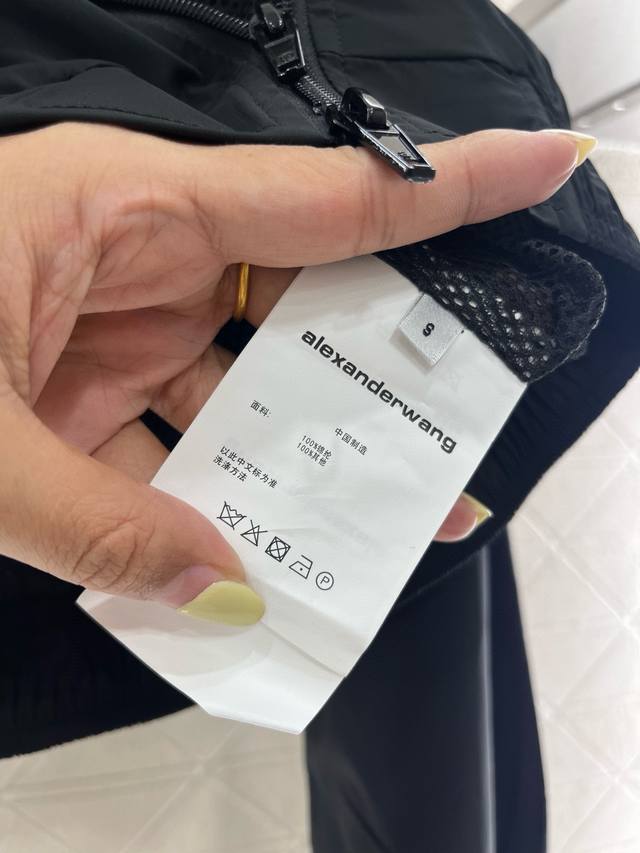 S
alexanderwang
中国制造
面料:
100%锦纶
100%其他
以此中文标为准
洗涤方法
P